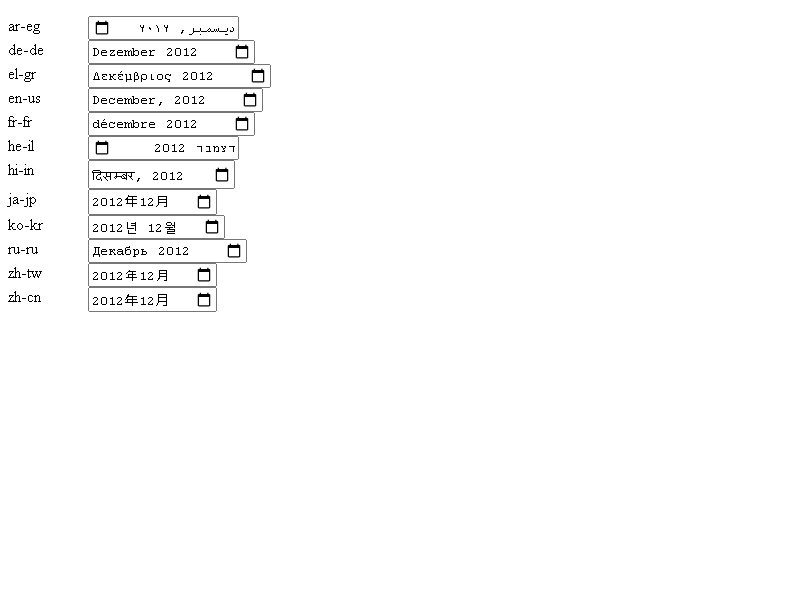 ar-eg ديسمبر, ٢٠١٢
de-de Dezember 2012
el-gr Δεκέμβριος 2012
en-us December, 2012
fr-fr décembre 2012
he-il דצמבר 2012
hi-in दिसम्बर, 2012
ja-jp 2012年12月
ko-kr 2012년 12월
ru-ru Декабрь 2012
zh-tw 2012年12月
zh-cn 2012年12月